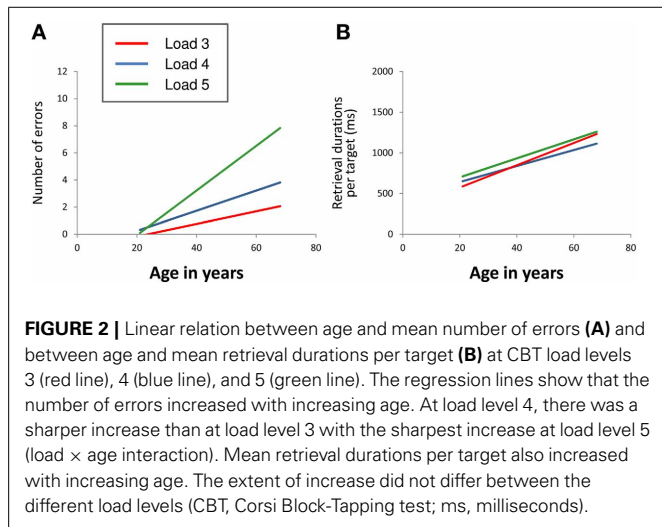 A
B
Load 3
Load 4
Load 5
Number of errors
12
10
8
6
4
2
0
0
20
40
60
80
Age in years
Retrieval durations
per target (ms)
2000
1500
1000
500
0
0
20
40
60
80
Age in years
FIGURE 2 | Linear relation between age and mean number of errors (A) and
between age and mean retrieval durations per target (B) at CBT load levels
3 (red line), 4 (blue line), and 5 (green line). The regression lines show that the
number of errors increased with increasing age. At load level 4, there was a
sharper increase than at load level 3 with the sharpest increase at load level 5
(load × age interaction). Mean retrieval durations per target also increased
with increasing age. The extent of increase did not differ between the
different load levels (CBT, Corsi Block-Tapping test; ms, milliseconds).